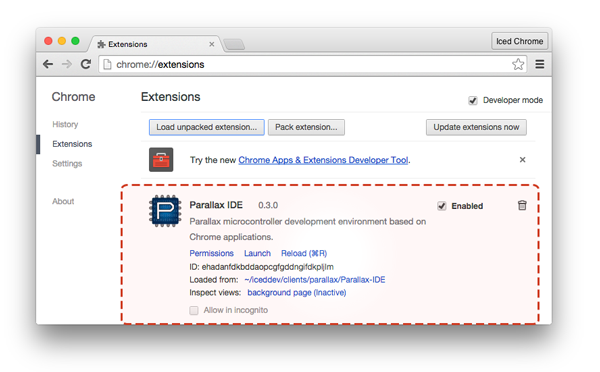 Extensions
Iced Chrome
chrome://extensions
Chrome
Extensions
Developer mode
History
Extensions
Settings
About
Load unpacked extension...
Pack extension...
Update extensions now
Try the new Chrome Apps & Extensions Developer Tool.
Parallax IDE 0.3.0
Enabled
Parallax microcontroller development environment based on
Chrome applications.
Permissions Launch Reload (⌘R)
ID: ehadanfdkbddaopcgfgddngifdkpljlm
Loaded from: ~/iceddev/clients/parallax/Parallax-IDE
Inspect views: background page (Inactive)
Allow in incognito